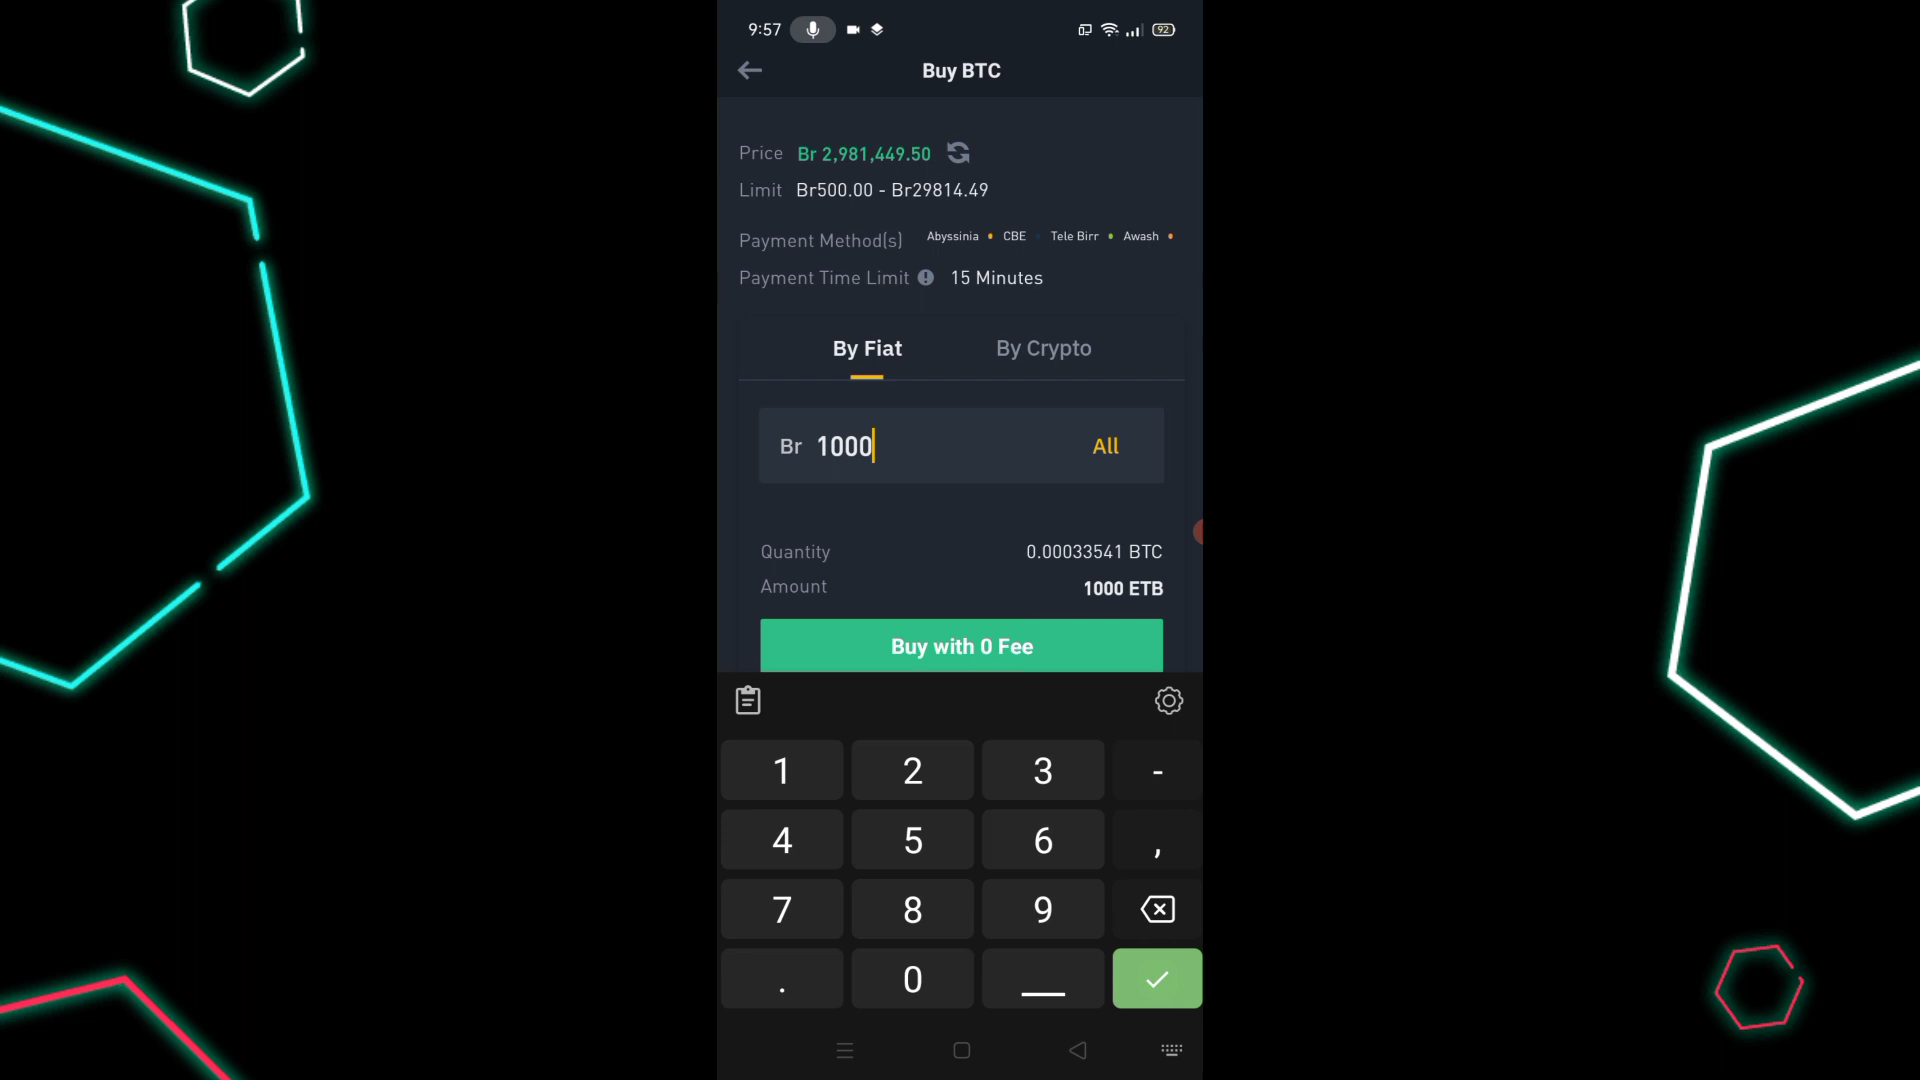 9:57 92
Buy BTC
Price Br 2,981,449.50
Limit Br500.00 - Br29814.49
Payment Method(s) Abyssinia CBE Tele Birr Awash
Payment Time Limit 15 Minutes
By Fiat By Crypto
Br 1000 All
Quantity 0.00033541 BTC
Amount 1000 ETB
Buy with 0 Fee
1 2 3 -
4 5 6 ,
7 8 9
. 0